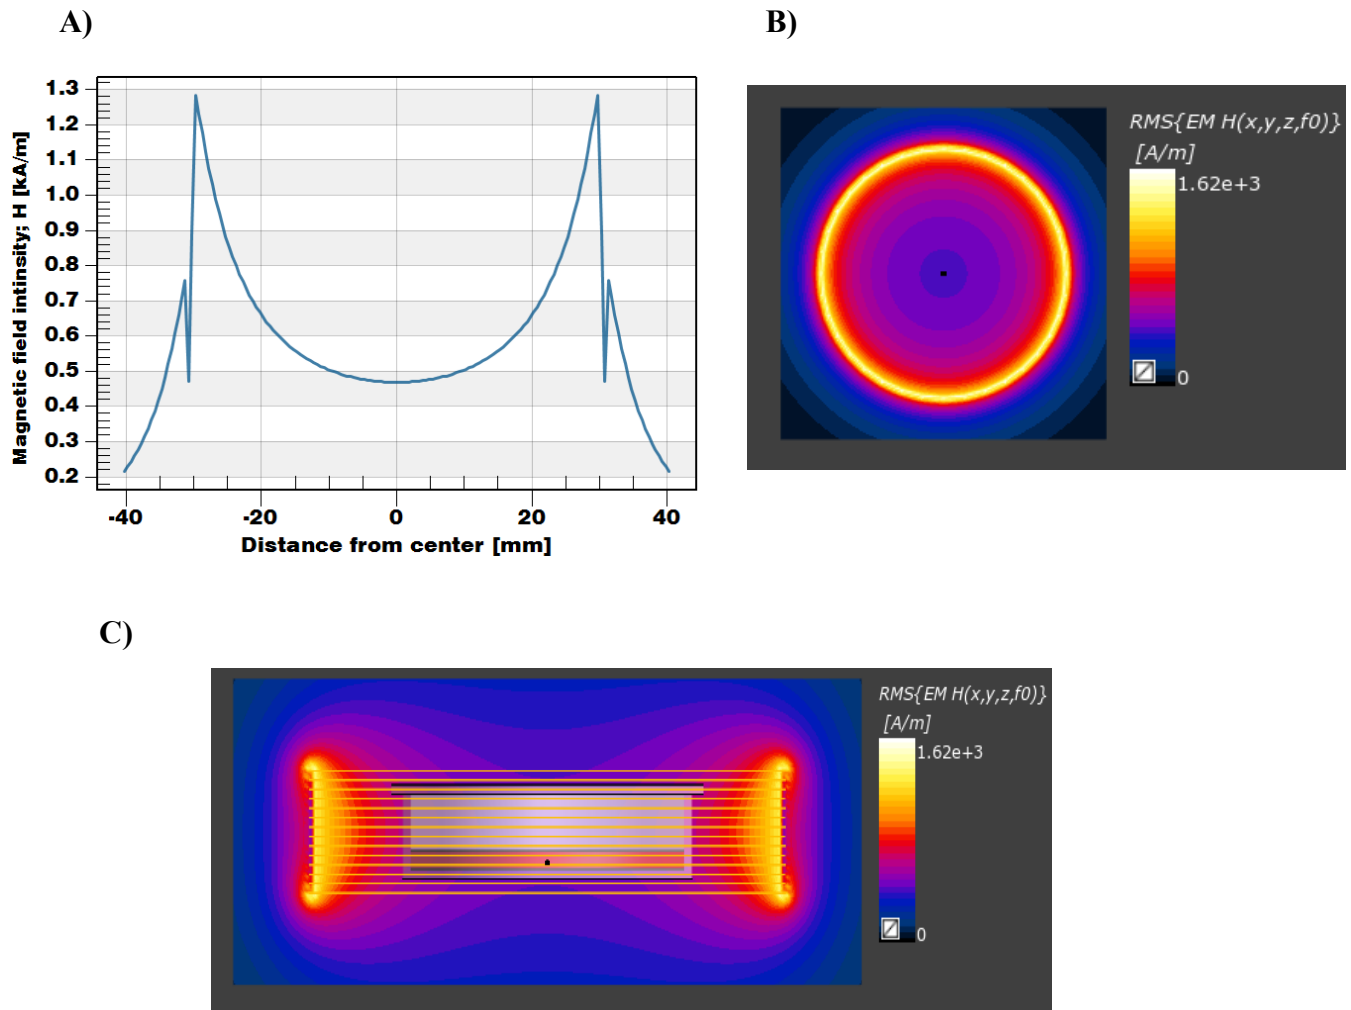 A)
B)
Magnetic field intinsity; H [kA/m]
1.3
1.2
1.1
1.0
0.9
0.8
0.7
0.6
0.5
0.4
0.3
0.2
-40 -20 0 20 40
Distance from center [mm]
RMS{EM H(x,y,z,f0)}
[A/m]
1.62e+3
0
C)
RMS{EM H(x,y,z,f0)}
[A/m]
1.62e+3
0